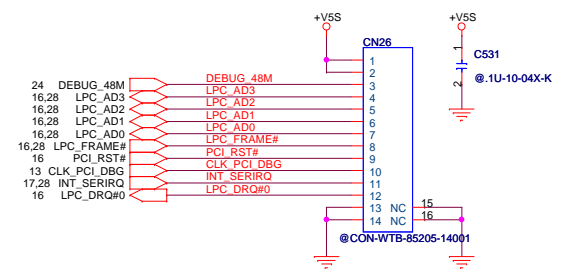 +V5S +V5S
CN26
1 C531
1
2 @.1U-10-04X-K
2
24 DEBUG_48M DEBUG_48M 3
16,28 LPC_AD3 LPC_AD3 4
16,28 LPC_AD2 LPC_AD2 5
16,28 LPC_AD1 LPC_AD1 6
16,28 LPC_AD0 LPC_AD0 7
16,28 LPC_FRAME# LPC_FRAME# 8
16 PCI_RST# PCI_RST# 9
13 CLK_PCI_DBG CLK_PCI_DBG 10
17,28 INT_SERIRQ INT_SERIRQ 11
16 LPC_DRQ#0 LPC_DRQ#0 12
13 NC 15
14 NC 16
@CON-WTB-85205-14001